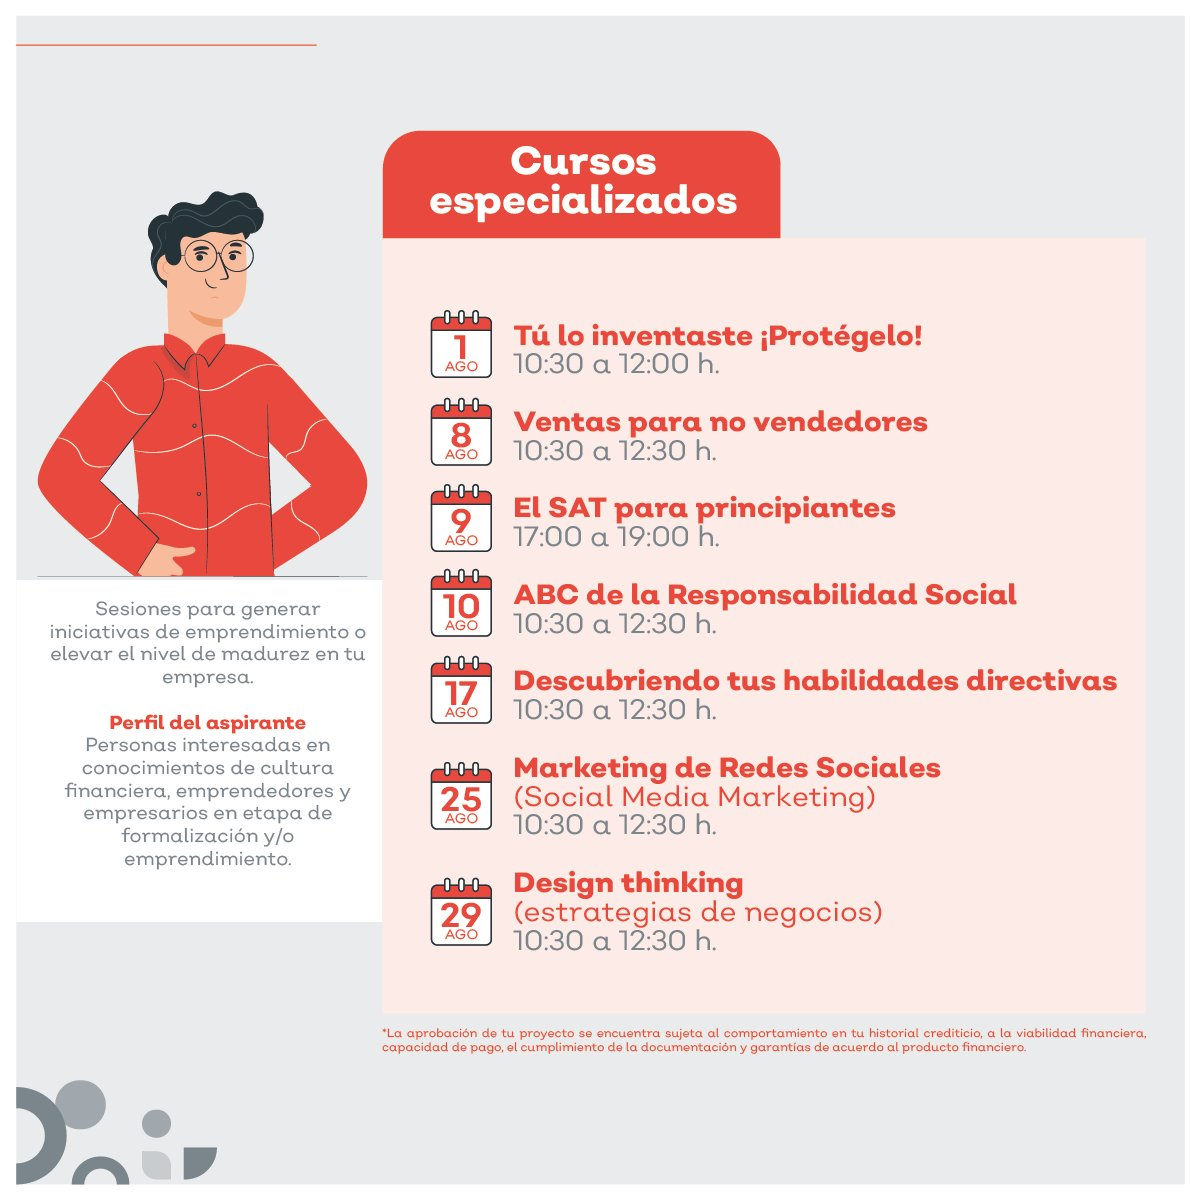 Cursos
especializados
1
AGO
Tú lo inventaste ¡Protégelo!
10:30 a 12:00 h.
8
AGO
Ventas para no vendedores
10:30 a 12:30 h.
9
AGO
El SAT para principiantes
17:00 a 19:00 h.
10
AGO
ABC de la Responsabilidad Social
10:30 a 12:30 h.
17
AGO
Descubriendo tus habilidades directivas
10:30 a 12:30 h.
25
AGO
Marketing de Redes Sociales
(Social Media Marketing)
10:30 a 12:30 h.
29
AGO
Design thinking
(estrategias de negocios)
10:30 a 12:30 h.
Sesiones para generar
iniciativas de emprendimiento o
elevar el nivel de madurez en tu
empresa.
Perfil del aspirante
Personas interesadas en
conocimientos de cultura
financiera, emprendedores y
empresarios en etapa de
formalización y/o
emprendimiento.
*La aprobación de tu proyecto se encuentra sujeta al comportamiento en tu historial crediticio, a la viabilidad financiera,
capacidad de pago, el cumplimiento de la documentación y garantías de acuerdo al producto financiero.